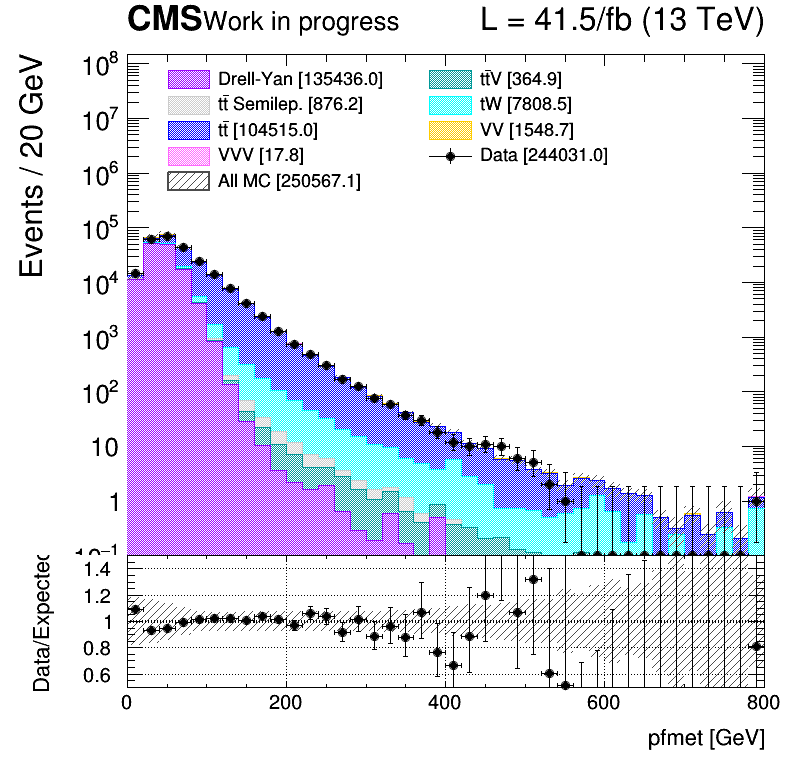 CMS Work in progress L = 41.5/fb (13 TeV)
Events / 20 GeV
Drell-Yan [135436.0]
tt̄ Semilep. [876.2]
tt̄ [104515.0]
VVV [17.8]
All MC [250567.1]
tt̄V [364.9]
tW [7808.5]
VV [1548.7]
Data [244031.0]
10⁸
10⁷
10⁶
10⁵
10⁴
10³
10²
10
1
10⁻¹
Data/Expected
1.4
1.2
1
0.8
0.6
0 200 400 600 800
pfmet [GeV]